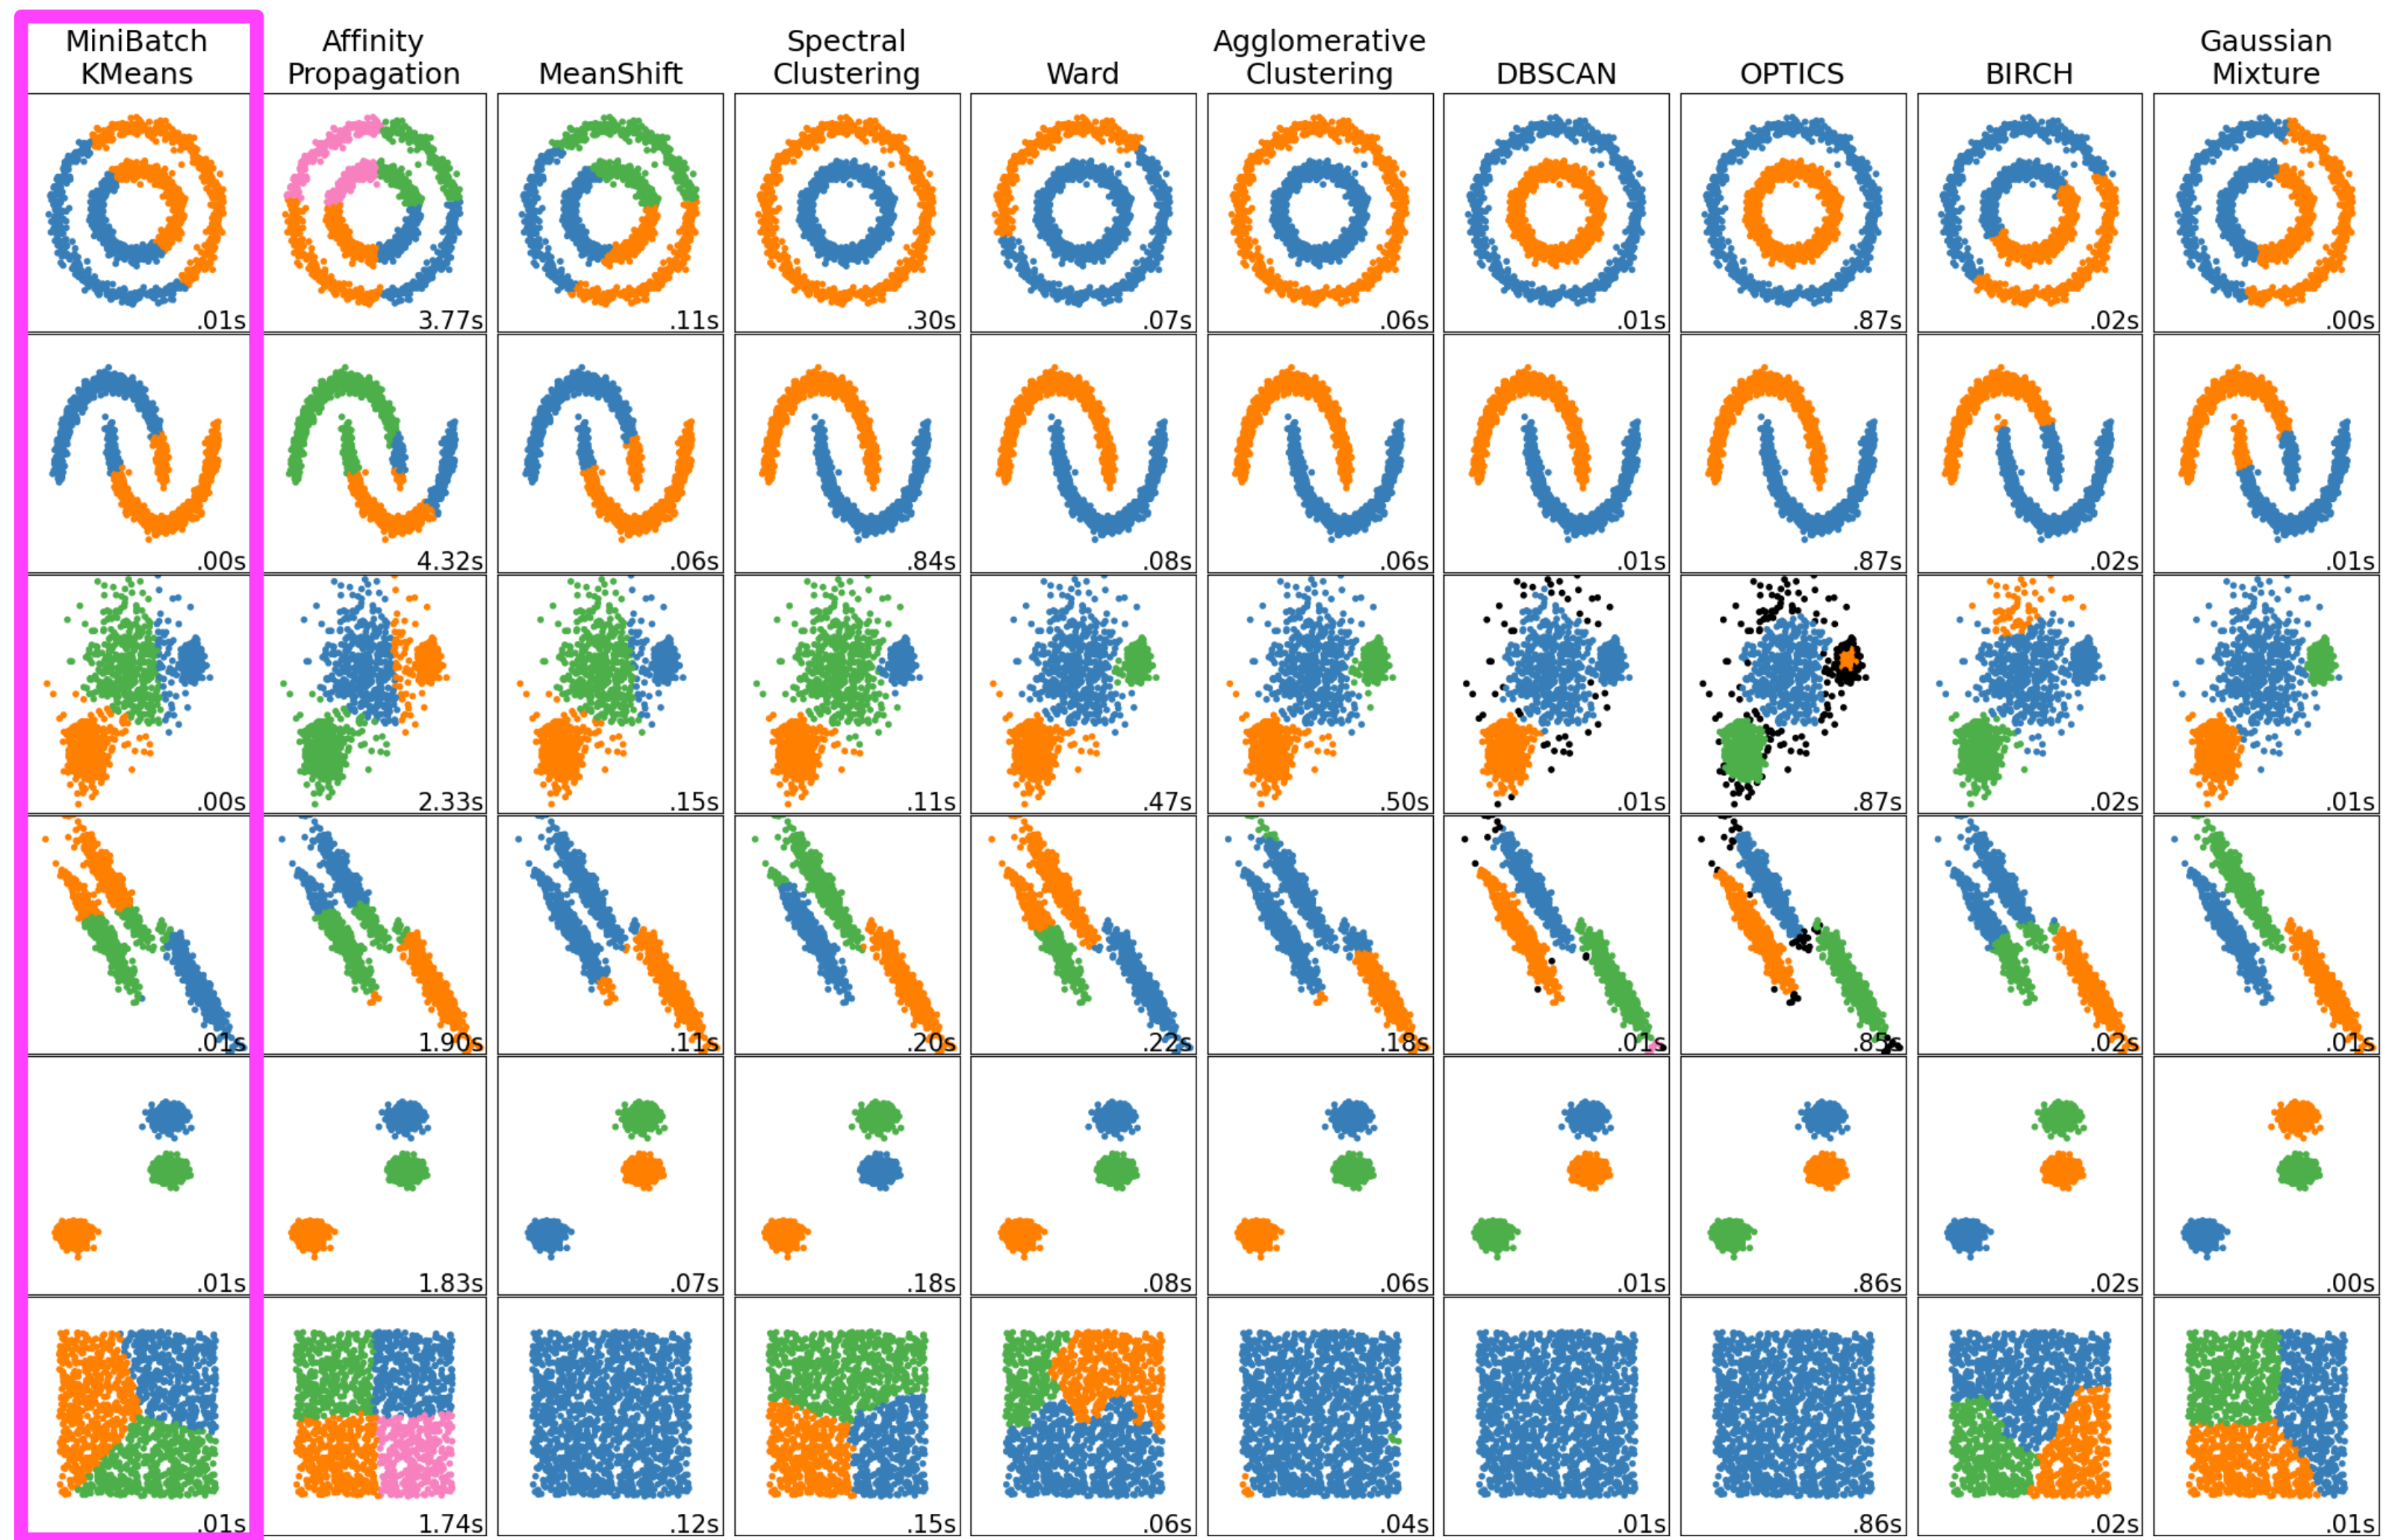 MiniBatch
KMeans
Affinity
Propagation
MeanShift
Spectral
Clustering
Ward
Agglomerative
Clustering
DBSCAN
OPTICS
BIRCH
Gaussian
Mixture
.01s
3.77s
.11s
.30s
.07s
.06s
.01s
.87s
.02s
.00s
.00s
4.32s
.06s
.84s
.08s
.06s
.01s
.87s
.02s
.01s
.00s
2.33s
.15s
.11s
.47s
.50s
.01s
.87s
.02s
.01s
.01s
1.90s
.11s
.20s
.22s
.18s
.01s
.85s
.02s
.01s
.01s
1.83s
.07s
.18s
.08s
.06s
.01s
.86s
.02s
.00s
.01s
1.74s
.12s
.15s
.06s
.04s
.01s
.86s
.02s
.01s